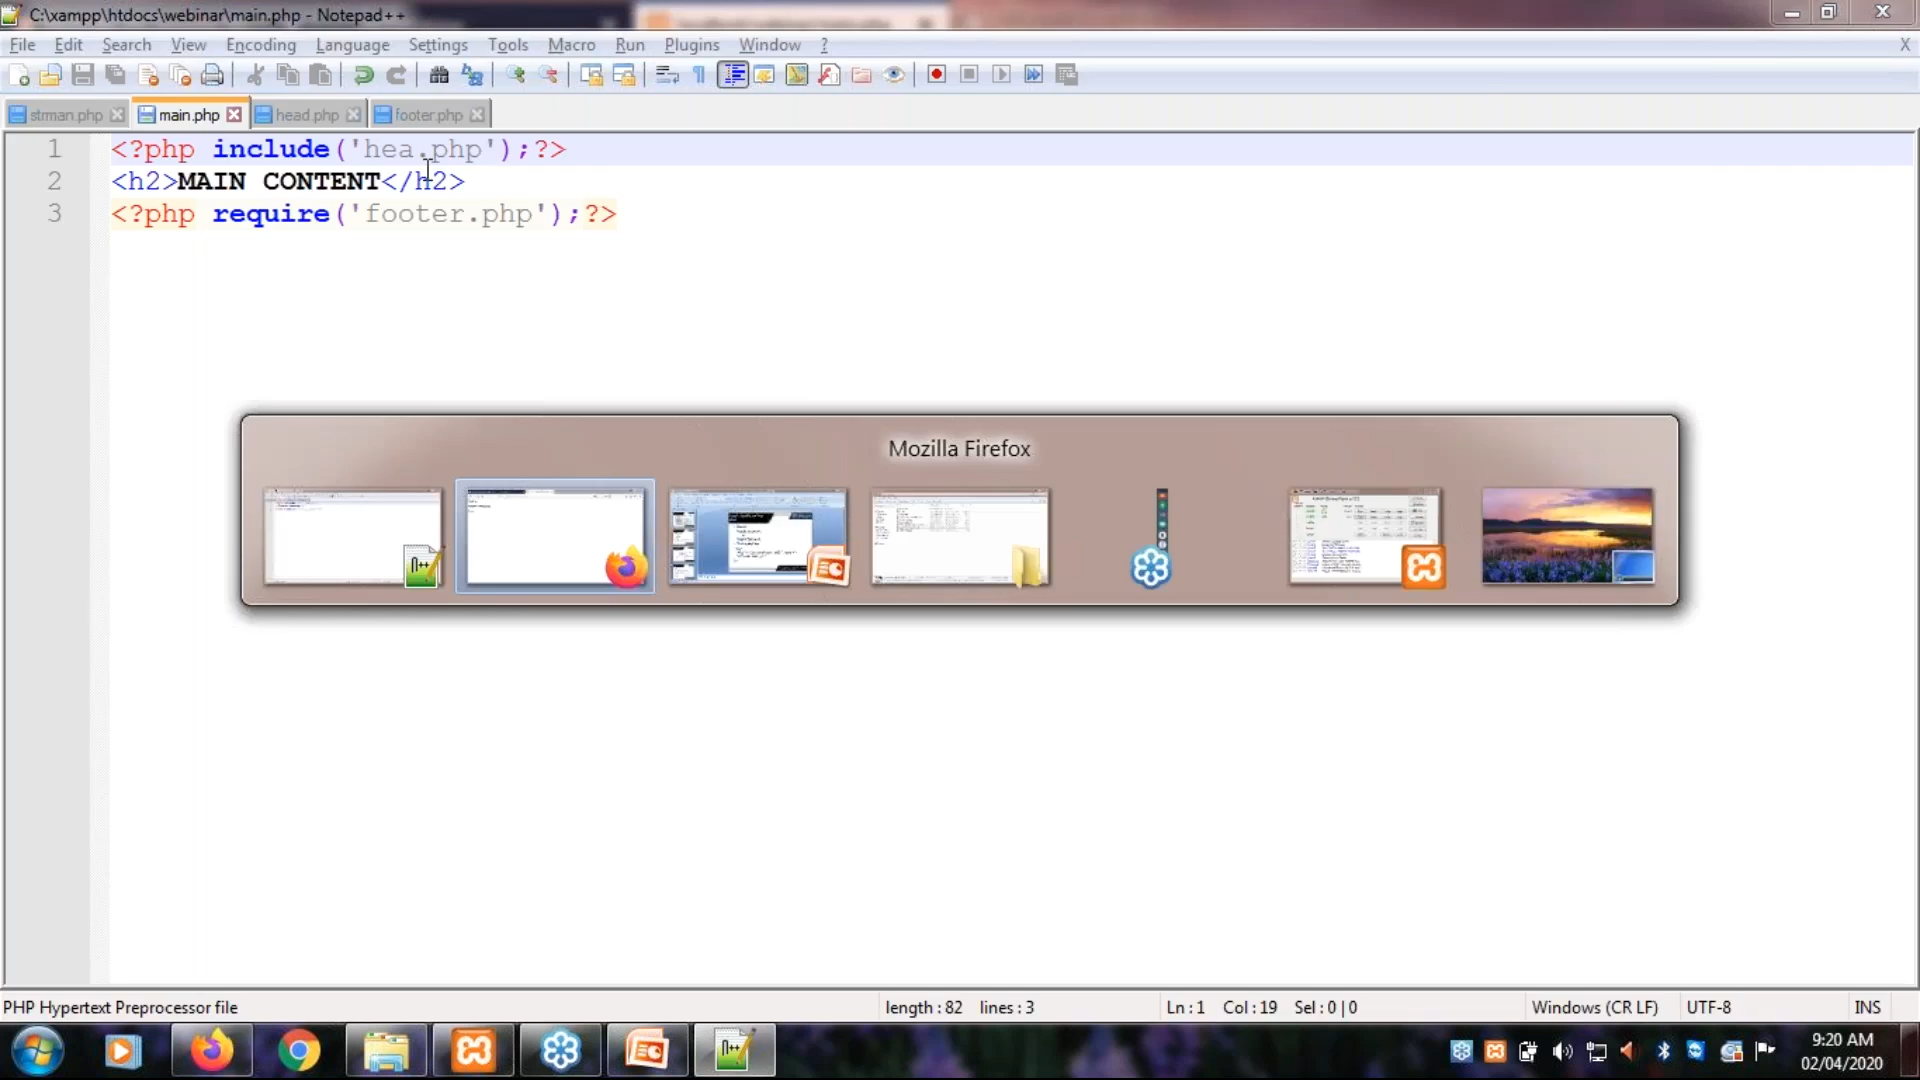 C:\xampp\htdocs\webinar\main.php - Notepad++
File Edit Search View Encoding Language Settings Tools Macro Run Plugins Window ? X
strman.php main.php head.php footer.php
1 <?php include('hea.php');?>
2 <h2>MAIN CONTENT</h2>
3 <?php require('footer.php');?>
Mozilla Firefox
PHP Hypertext Preprocessor file length : 82 lines : 3 Ln : 1 Col : 19 Sel : 0 | 0 Windows (CR LF) UTF-8 INS
9:20 AM
02/04/2020